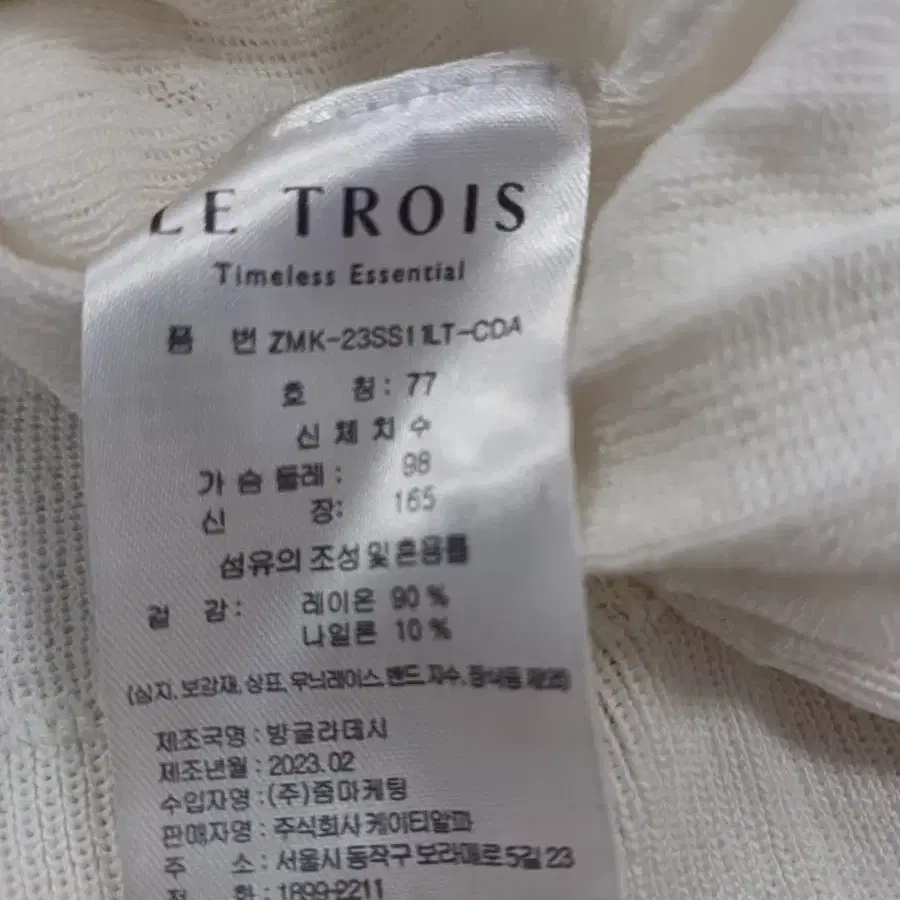 LE TROIS
Timeless Essential
품 번 ZMK-23SS11LT-CDA
호 칭: 77
신 체 치 수
가 슴 둘레 : 98
신 장: 165
섬유의 조성 및 혼용률
겉 감 : 레이온 90 %
나일론 10 %
(심지, 보강재, 상표, 무늬레이스, 밴드, 자수, 장식등 제외)
제조국명 : 방글라데시
제조년월 : 2023. 02
수입자명 : (주)줌마케팅
판매자명 : 주식회사 케이티알파
주 소 : 서울시 동작구 보라매로5길 23
전 화 : 1899-2211